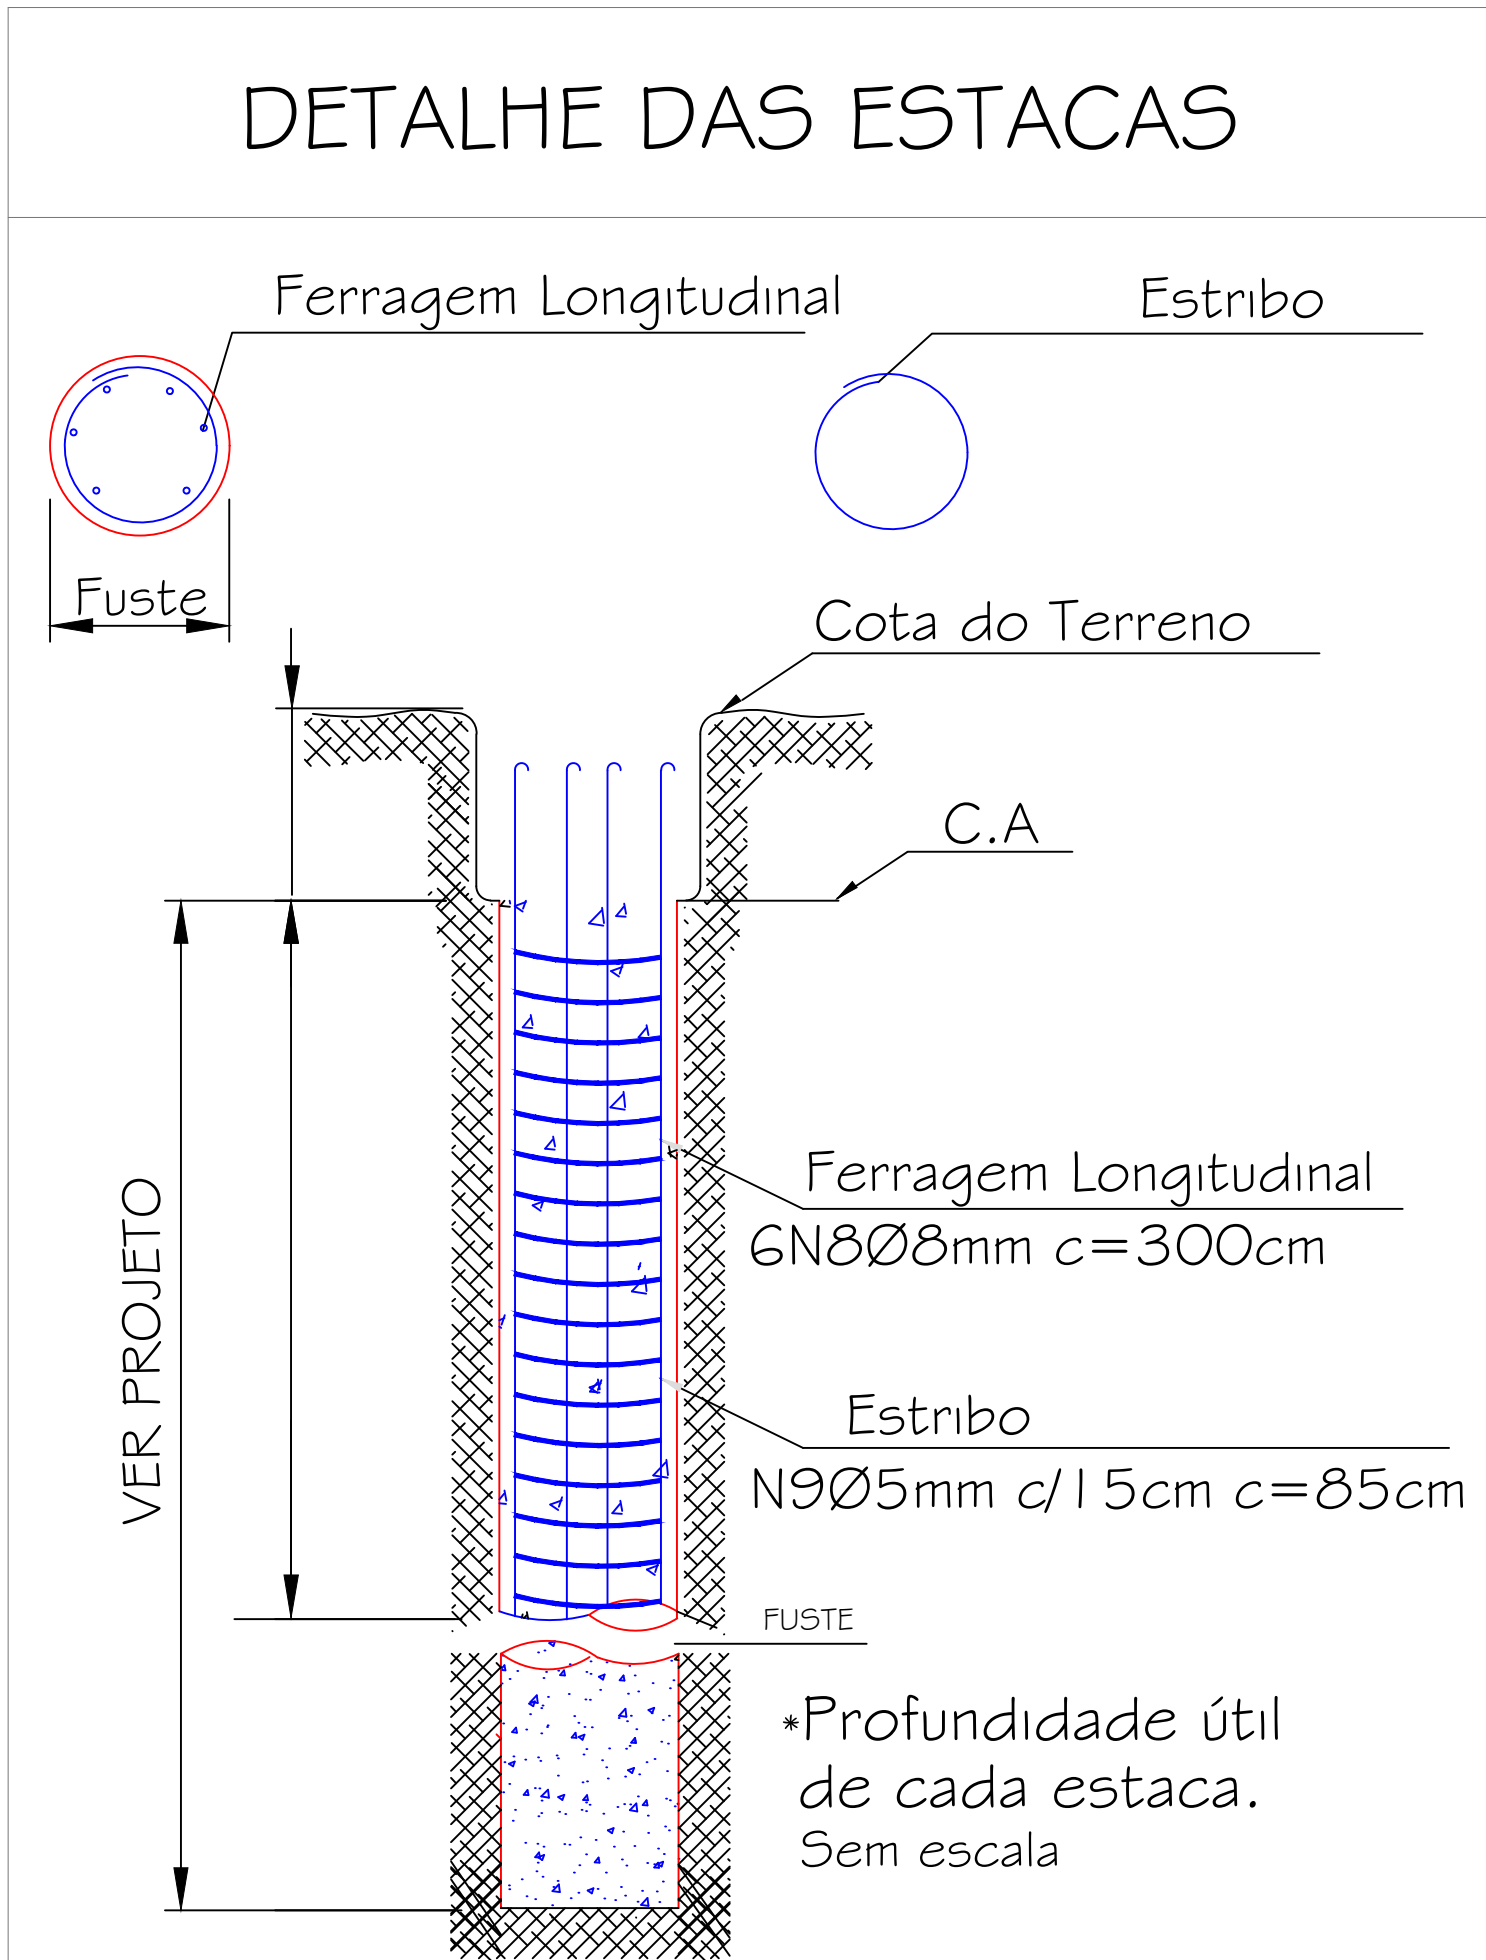 DETALHE DAS ESTACAS
Ferragem Longitudinal
Estribo
Fuste
Cota do Terreno
C.A
VER PROJETO
Ferragem Longitudinal
6N8Ø8mm c=300cm
Estribo
N9Ø5mm c/15cm c=85cm
FUSTE
*Profundidade útil
de cada estaca.
Sem escala